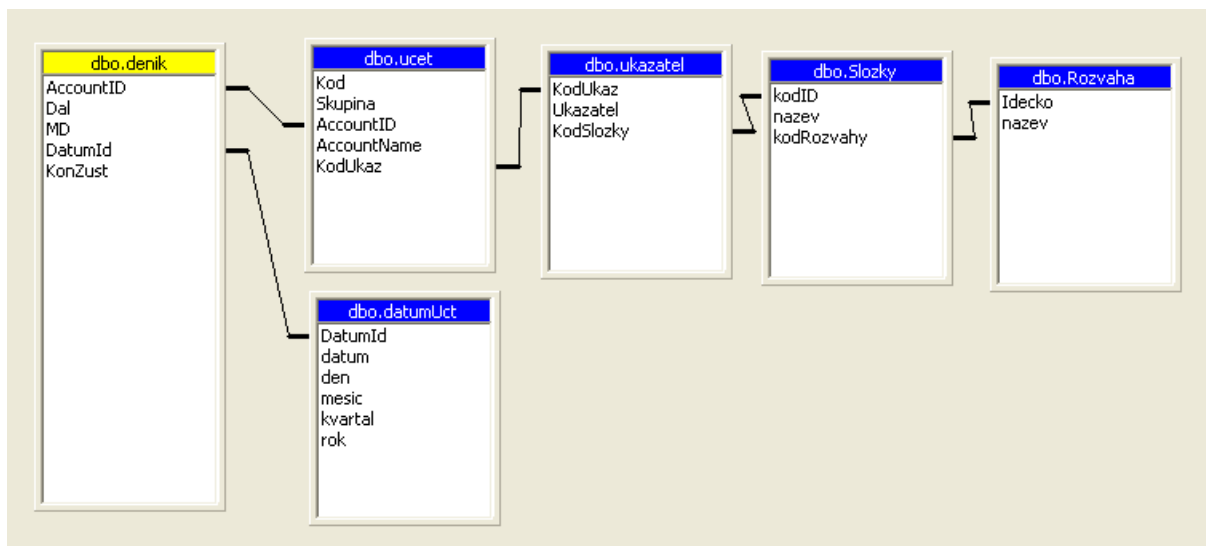 dbo.denik
AccountID
Dal
MD
DatumId
KonZust
dbo.ucet
Kod
Skupina
AccountID
AccountName
KodUkaz
dbo.ukazatel
KodUkaz
Ukazatel
KodSlozky
dbo.Slozky
kodID
nazev
kodRozvahy
dbo.Rozvaha
Idecko
nazev
dbo.datumUct
DatumId
datum
den
mesic
kvartal
rok